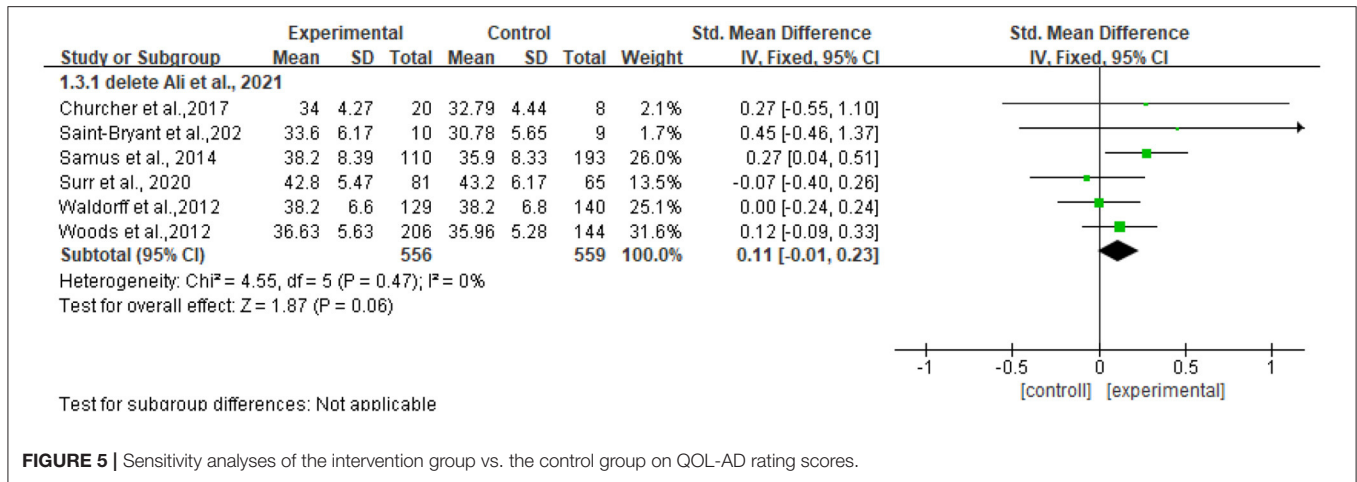 Experimental Control Std. Mean Difference Std. Mean Difference
Study or Subgroup Mean SD Total Mean SD Total Weight IV, Fixed, 95% CI IV, Fixed, 95% CI
1.3.1 delete Ali et al., 2021
Churcher et al.,2017 34 4.27 20 32.79 4.44 8 2.1% 0.27 [-0.55, 1.10]
Saint-Bryant et al.,202 33.6 6.17 10 30.78 5.65 9 1.7% 0.45 [-0.46, 1.37]
Samus et al., 2014 38.2 8.39 110 35.9 8.33 193 26.0% 0.27 [0.04, 0.51]
Surr et al., 2020 42.8 5.47 81 43.2 6.17 65 13.5% -0.07 [-0.40, 0.26]
Waldorff et al.,2012 38.2 6.6 129 38.2 6.8 140 25.1% 0.00 [-0.24, 0.24]
Woods et al.,2012 36.63 5.63 206 35.96 5.28 144 31.6% 0.12 [-0.09, 0.33]
Subtotal (95% CI) 556 559 100.0% 0.11 [-0.01, 0.23]
Heterogeneity: Chi² = 4.55, df = 5 (P = 0.47); I² = 0%
Test for overall effect: Z = 1.87 (P = 0.06)
-1 -0.5 0 0.5 1
[controll] [experimental]
Test for subgroup differences: Not applicable
FIGURE 5 | Sensitivity analyses of the intervention group vs. the control group on QOL-AD rating scores.